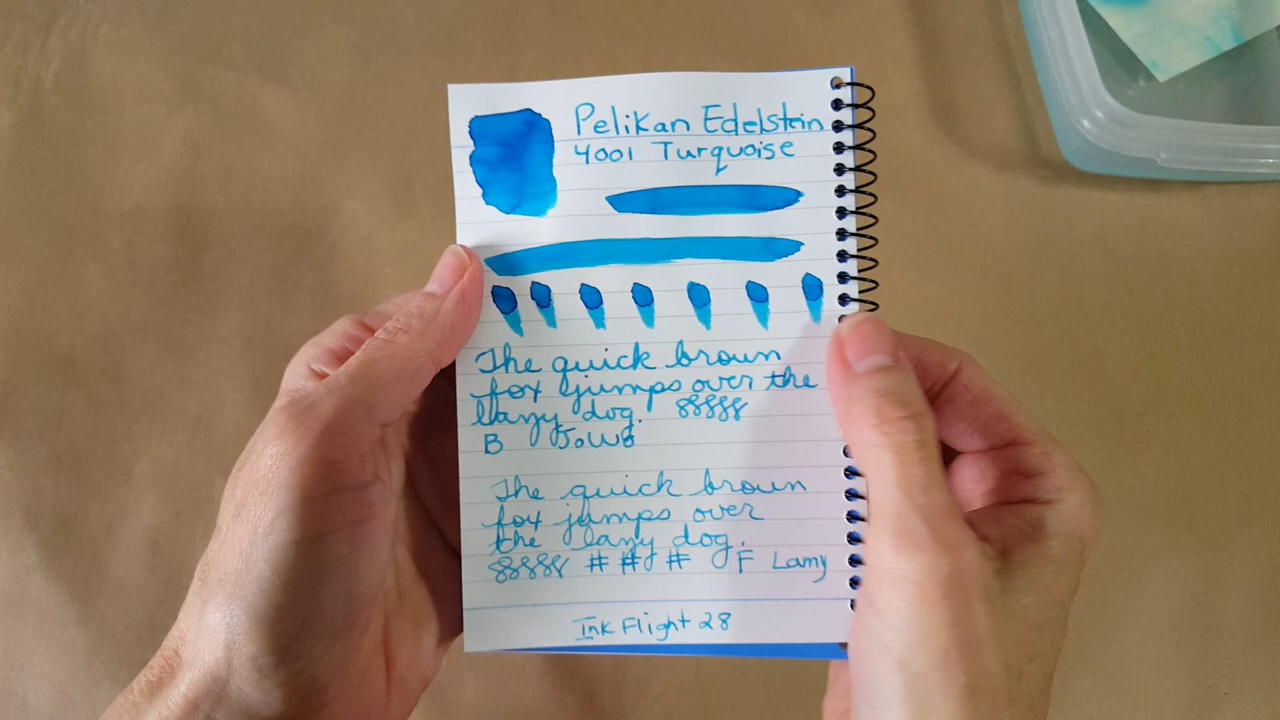 Pelikan Edelstein
4001 Turquoise
The quick brown
fox jumps over the
lazy dog. 88888
B JoWo
The quick brown
fox jumps over
the lazy dog.
88888 # # # F Lamy
Ink Flight 28